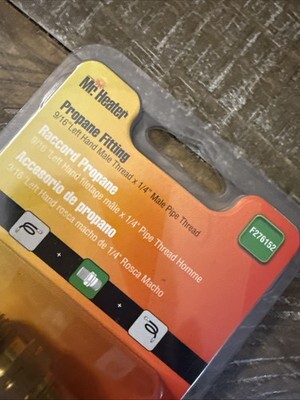 Mr. Heater
Propane Fitting
9/16" Left Hand Male Thread x 1/4" Male Pipe Thread
Raccord Propane
9/16" Left Hand filetage mâle x 1/4" Pipe Thread Homme
Accesorio de propano
9/16" Left Hand rosca macho de 1/4" Rosca Macho
F276152